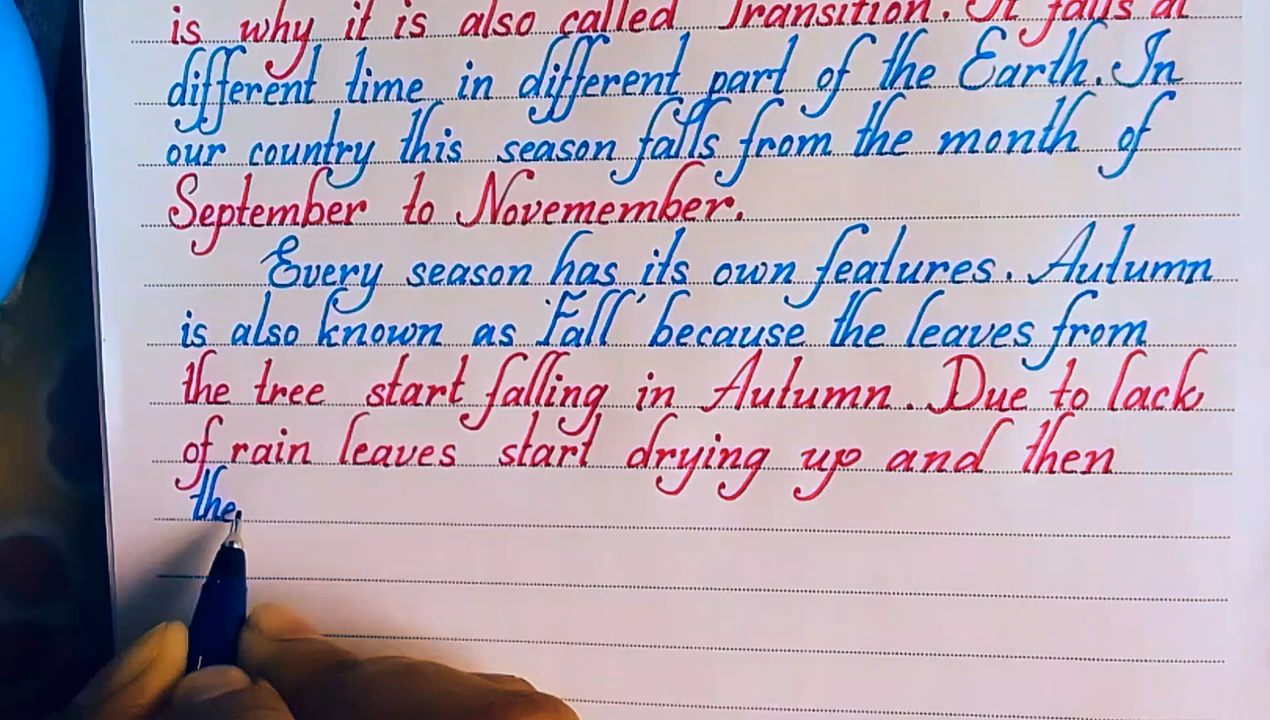 is why it is also called Transition. It falls at
different time in different part of the Earth. In
our country this season falls from the month of
September to Novemember.
Every season has its own features. Autumn
is also known as 'Fall' because the leaves from
the tree start falling in Autumn. Due to lack
of rain leaves start drying up and then
the